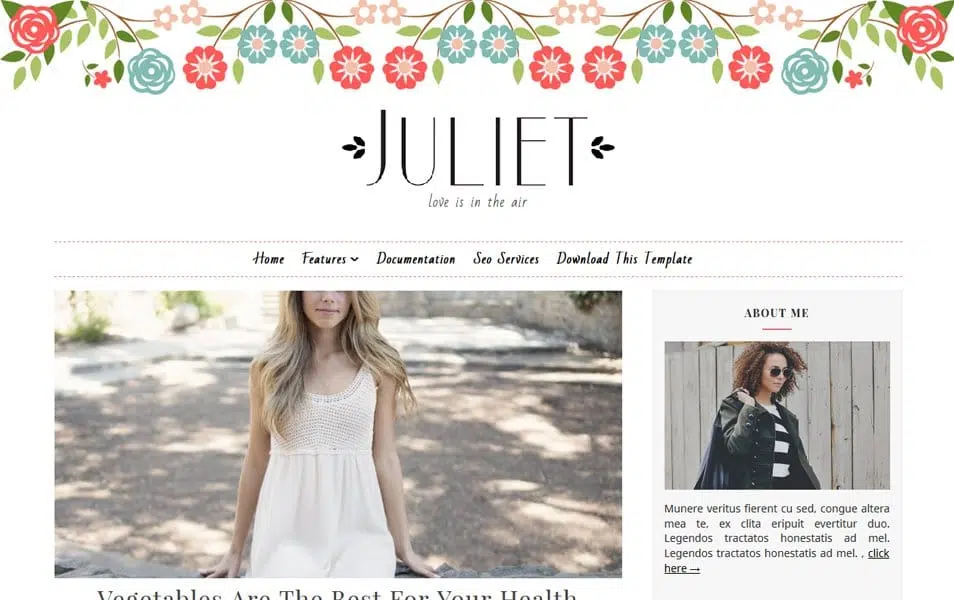 JULIET
love is in the air
Home Features Documentation Seo Services Download This Template
Vegetables Are The Best For Your Health
ABOUT ME
Munere veritus fierent cu sed, congue altera
mea te, ex clita eripuit evertitur duo.
Legendos tractatos honestatis ad mel.
Legendos tractatos honestatis ad mel. , click
here →